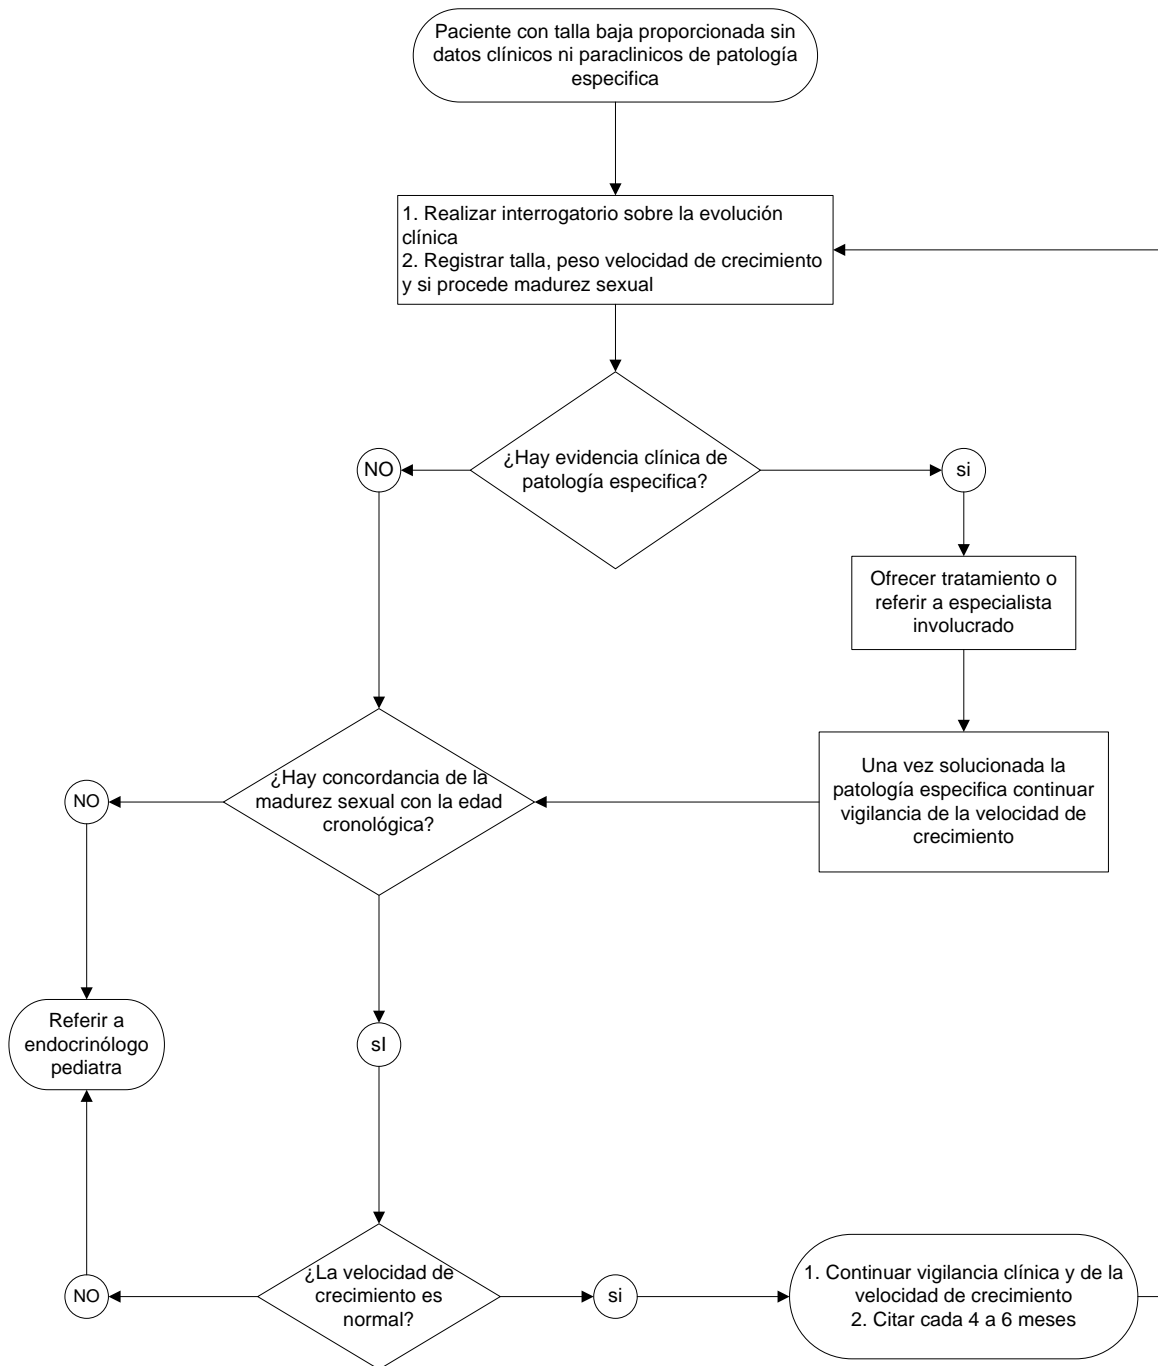 Paciente con talla baja proporcionada sin
datos clínicos ni paraclinicos de patología
especifica
1. Realizar interrogatorio sobre la evolución
clínica
2. Registrar talla, peso velocidad de crecimiento
y si procede madurez sexual
¿Hay evidencia clínica de
patología especifica?
NO
si
Ofrecer tratamiento o
referir a especialista
involucrado
Una vez solucionada la
patología especifica continuar
vigilancia de la velocidad de
crecimiento
¿Hay concordancia de la
madurez sexual con la edad
cronológica?
NO
Referir a
endocrinólogo
pediatra
sI
¿La velocidad de
crecimiento es
normal?
NO
si
1. Continuar vigilancia clínica y de la
velocidad de crecimiento
2. Citar cada 4 a 6 meses